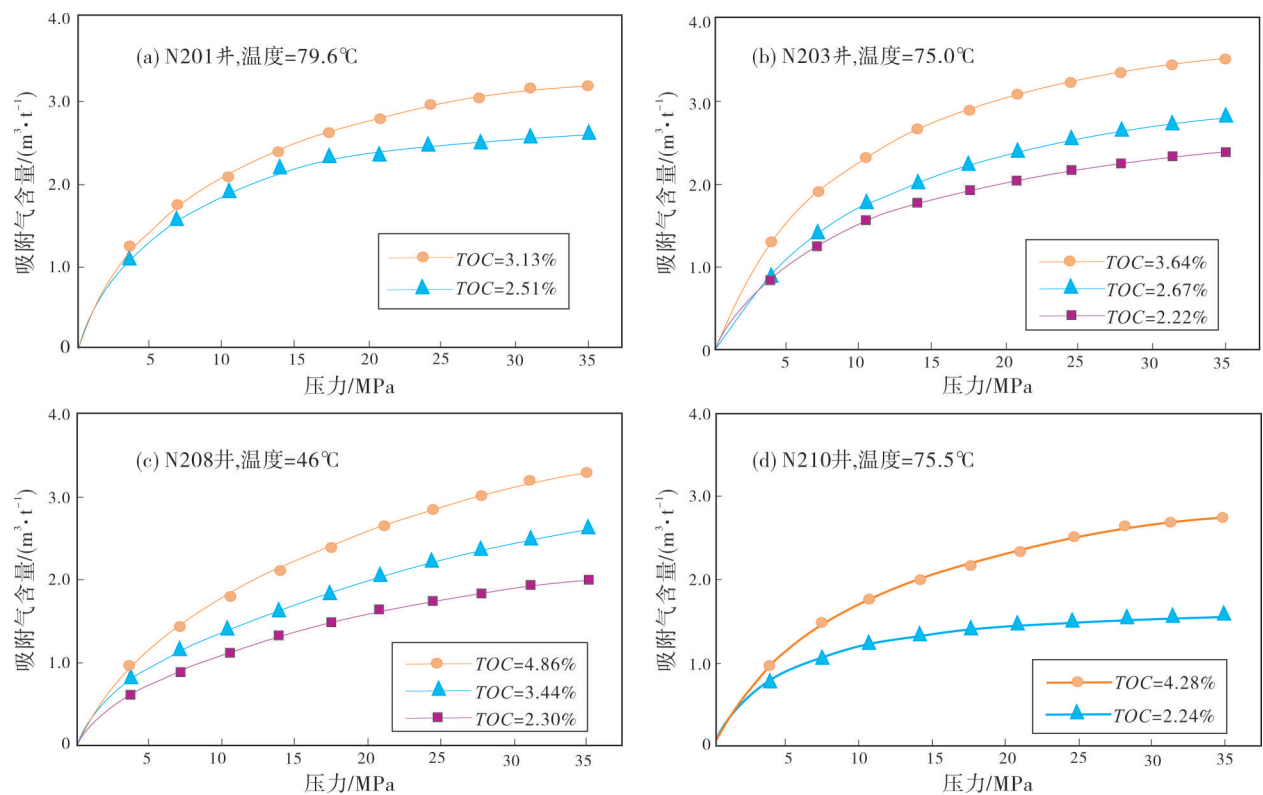 (a) N201井,温度=79.6℃
吸附气含量/(m³·t⁻¹)
4.0
3.0
2.0
1.0
0
TOC=3.13%
TOC=2.51%
5 10 15 20 25 30 35
压力/MPa
(b) N203井,温度=75.0℃
吸附气含量/(m³·t⁻¹)
4.0
3.0
2.0
1.0
0
TOC=3.64%
TOC=2.67%
TOC=2.22%
5 10 15 20 25 30 35
压力/MPa
(c) N208井,温度=46℃
吸附气含量/(m³·t⁻¹)
4.0
3.0
2.0
1.0
0
TOC=4.86%
TOC=3.44%
TOC=2.30%
5 10 15 20 25 30 35
压力/MPa
(d) N210井,温度=75.5℃
吸附气含量/(m³·t⁻¹)
4.0
3.0
2.0
1.0
0
TOC=4.28%
TOC=2.24%
5 10 15 20 25 30 35
压力/MPa